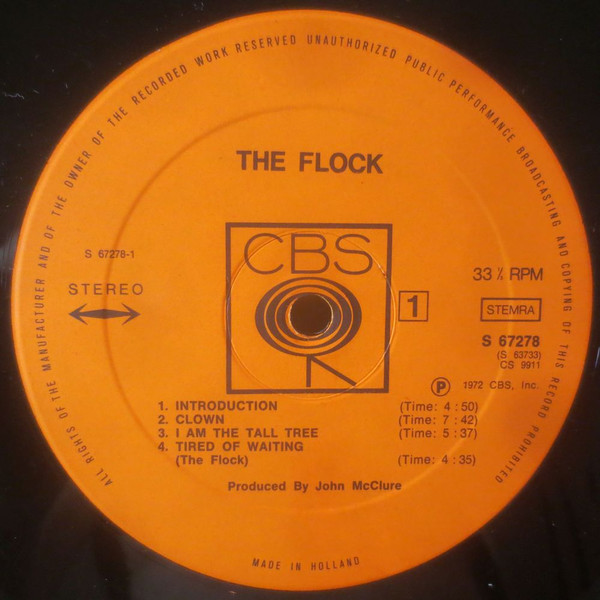 ALL RIGHTS OF THE MANUFACTURER AND OF THE OWNER OF THE RECORDED WORK RESERVED UNAUTHORIZED PUBLIC PERFORMANCE BROADCASTING AND COPYING OF THIS RECORD PROHIBITED
THE FLOCK
CBS
S 67278-1
STEREO
33⅓ RPM
1
STEMRA
S 67278
(S 63733)
CS 9911
Ⓟ 1972 CBS, Inc.
1. INTRODUCTION (Time: 4:50)
2. CLOWN (Time: 7:42)
3. I AM THE TALL TREE (Time: 5:37)
4. TIRED OF WAITING
(The Flock) (Time: 4:35)
Produced By John McClure
MADE IN HOLLAND